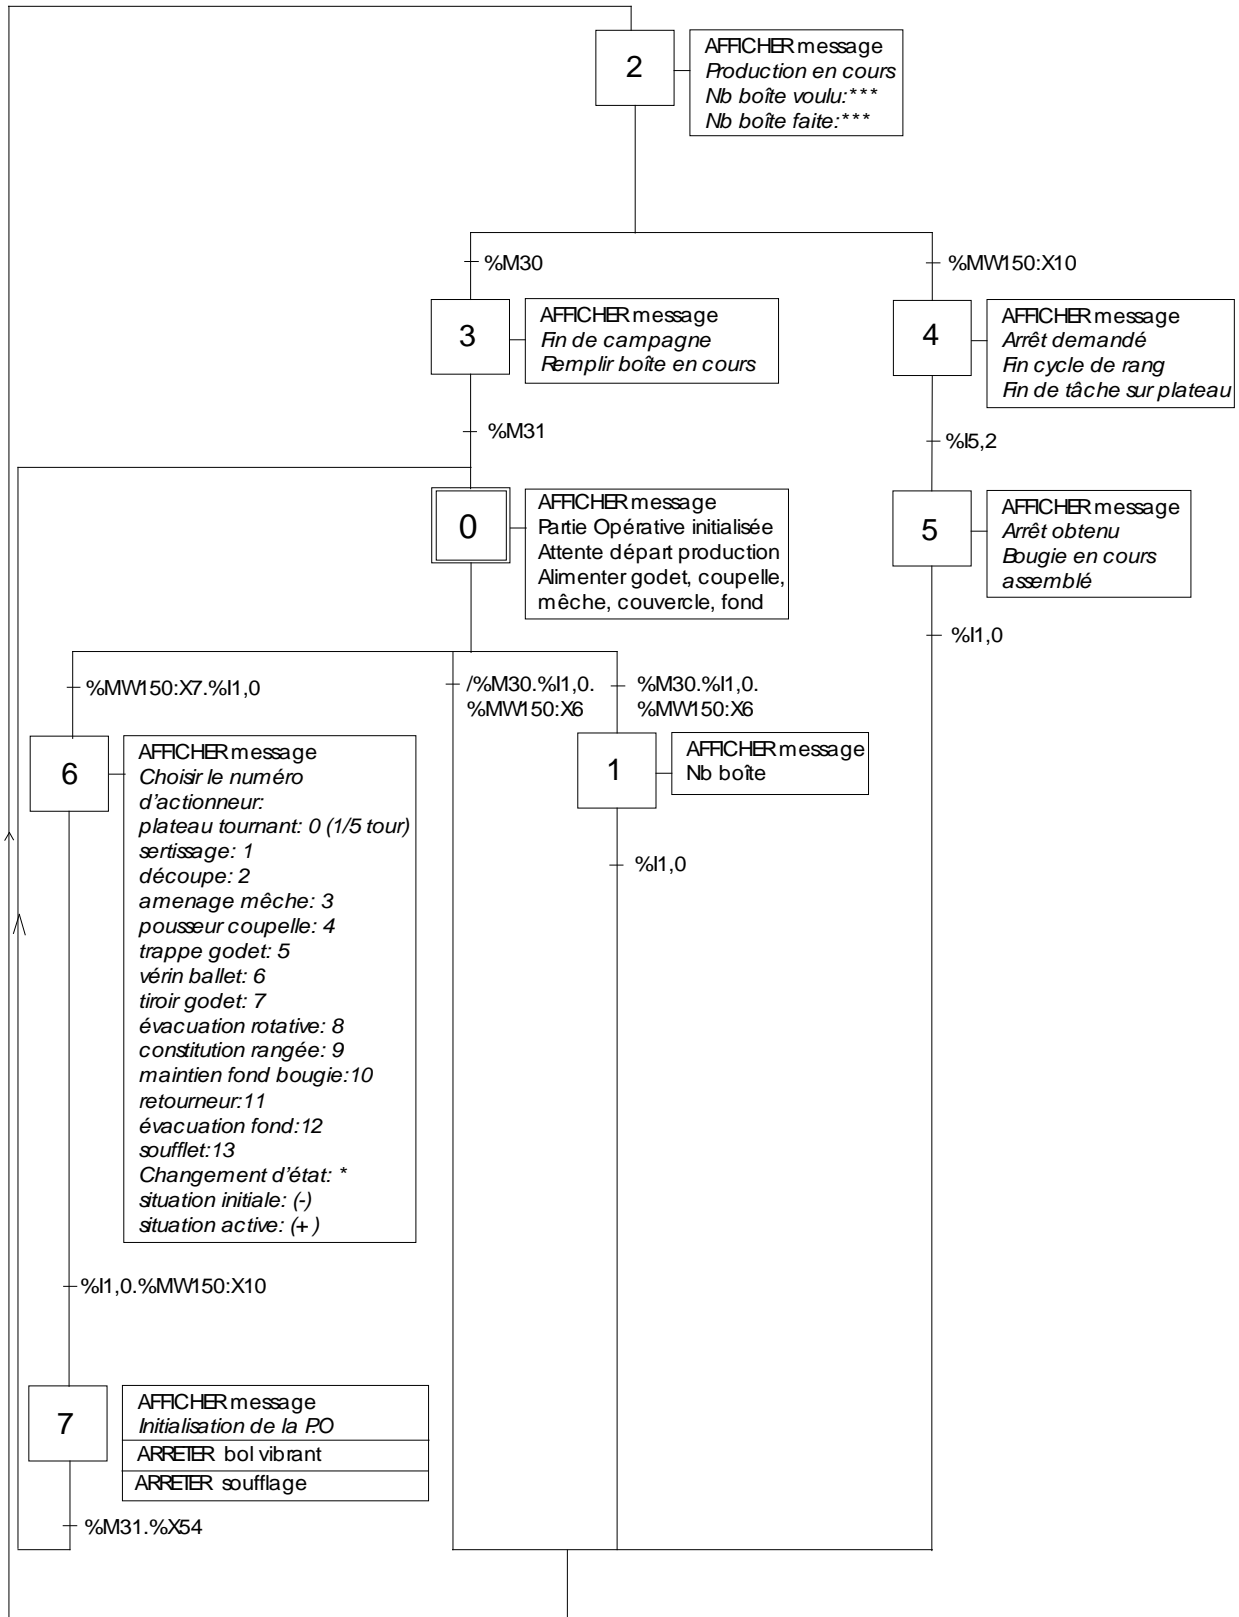 2
AFFICHER message
Production en cours
Nb boîte voulu:***
Nb boîte faite:***
%M30
%MW150:X10
3
AFFICHER message
Fin de campagne
Remplir boîte en cours
4
AFFICHER message
Arrêt demandé
Fin cycle de rang
Fin de tâche sur plateau
%M31
%I5,2
0
AFFICHER message
Partie Opérative initialisée
Attente départ production
Alimenter godet, coupelle,
mêche, couvercle, fond
5
AFFICHER message
Arrêt obtenu
Bougie en cours
assemblé
%I1,0
%MW150:X7.%I1,0
/%M30.%I1,0.
%MW150:X6
%M30.%I1,0.
%MW150:X6
6
AFFICHER message
Choisir le numéro
d'actionneur:
plateau tournant: 0 (1/5 tour)
sertissage: 1
découpe: 2
amenage mêche: 3
pousseur coupelle: 4
trappe godet: 5
vérin ballet: 6
tiroir godet: 7
évacuation rotative: 8
constitution rangée: 9
maintien fond bougie:10
retourneur:11
évacuation fond:12
soufflet:13
Changement d'état: *
situation initiale: (-)
situation active: (+ )
1
AFFICHER message
Nb boîte
%I1,0
%I1,0.%MW150:X10
7
AFFICHER message
Initialisation de la P.O
ARRETER bol vibrant
ARRETER soufflage
%M31.%X54